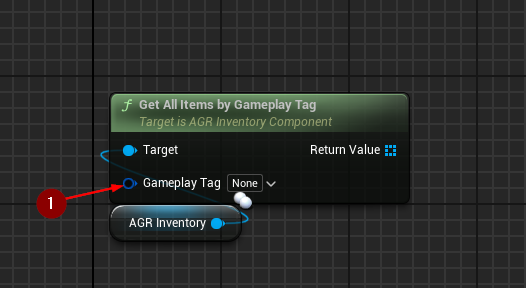 f Get All Items by Gameplay Tag
Target is AGR Inventory Component
Target Return Value
1 Gameplay Tag None
AGR Inventory